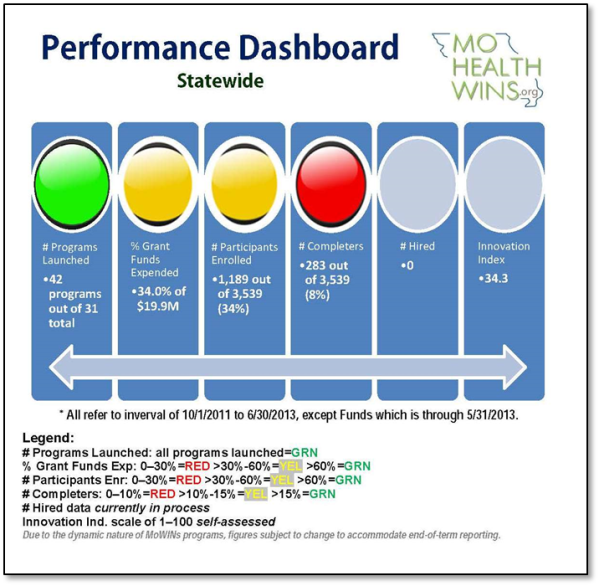 Performance Dashboard
Statewide
MO
HEALTH
WINS.org
# Programs
Launched
•42
programs
out of 31
total
% Grant
Funds
Expended
•34.0% of
$19.9M
# Participants
Enrolled
•1,189 out
of 3,539
(34%)
# Completers
•283 out
of 3,539
(8%)
# Hired
•0
Innovation
Index
•34.3
* All refer to inverval of 10/1/2011 to 6/30/2013, except Funds which is through 5/31/2013.
Legend:
# Programs Launched: all programs launched=GRN
% Grant Funds Exp: 0–30%=RED >30%-60%=YEL >60%=GRN
# Participants Enr: 0-30%=RED >30%-60%=YEL >60%=GRN
# Completers: 0–10%=RED >10%-15%=YEL >15%=GRN
# Hired data currently in process
Innovation Ind. scale of 1–100 self-assessed
Due to the dynamic nature of MoWINs programs, figures subject to change to accommodate end-of-term reporting.